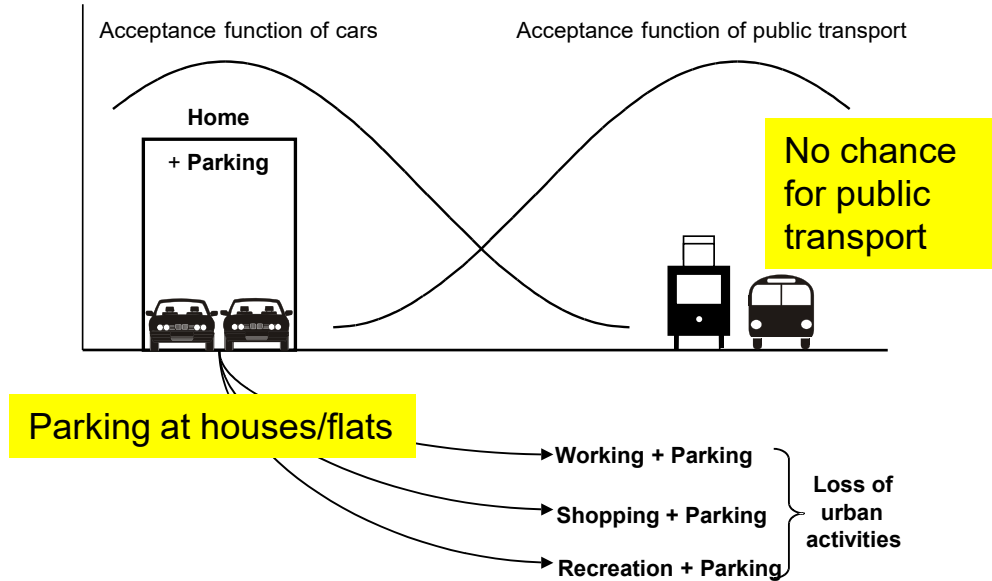 Acceptance function of cars
Acceptance function of public transport
Home
+ Parking
No chance
for public
transport
Parking at houses/flats
Working + Parking
Shopping + Parking
Recreation + Parking
Loss of
urban
activities